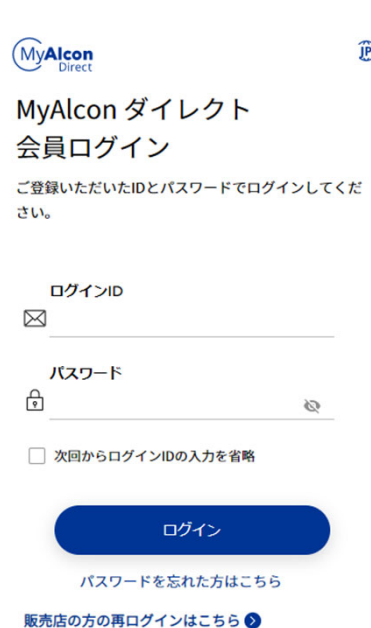 MyAlcon
Direct
JP
MyAlcon ダイレクト
会員ログイン
ご登録いただいたIDとパスワードでログインしてくだ
さい。
ログインID
パスワード
次回からログインIDの入力を省略
ログイン
パスワードを忘れた方はこちら
販売店の方の再ログインはこちら